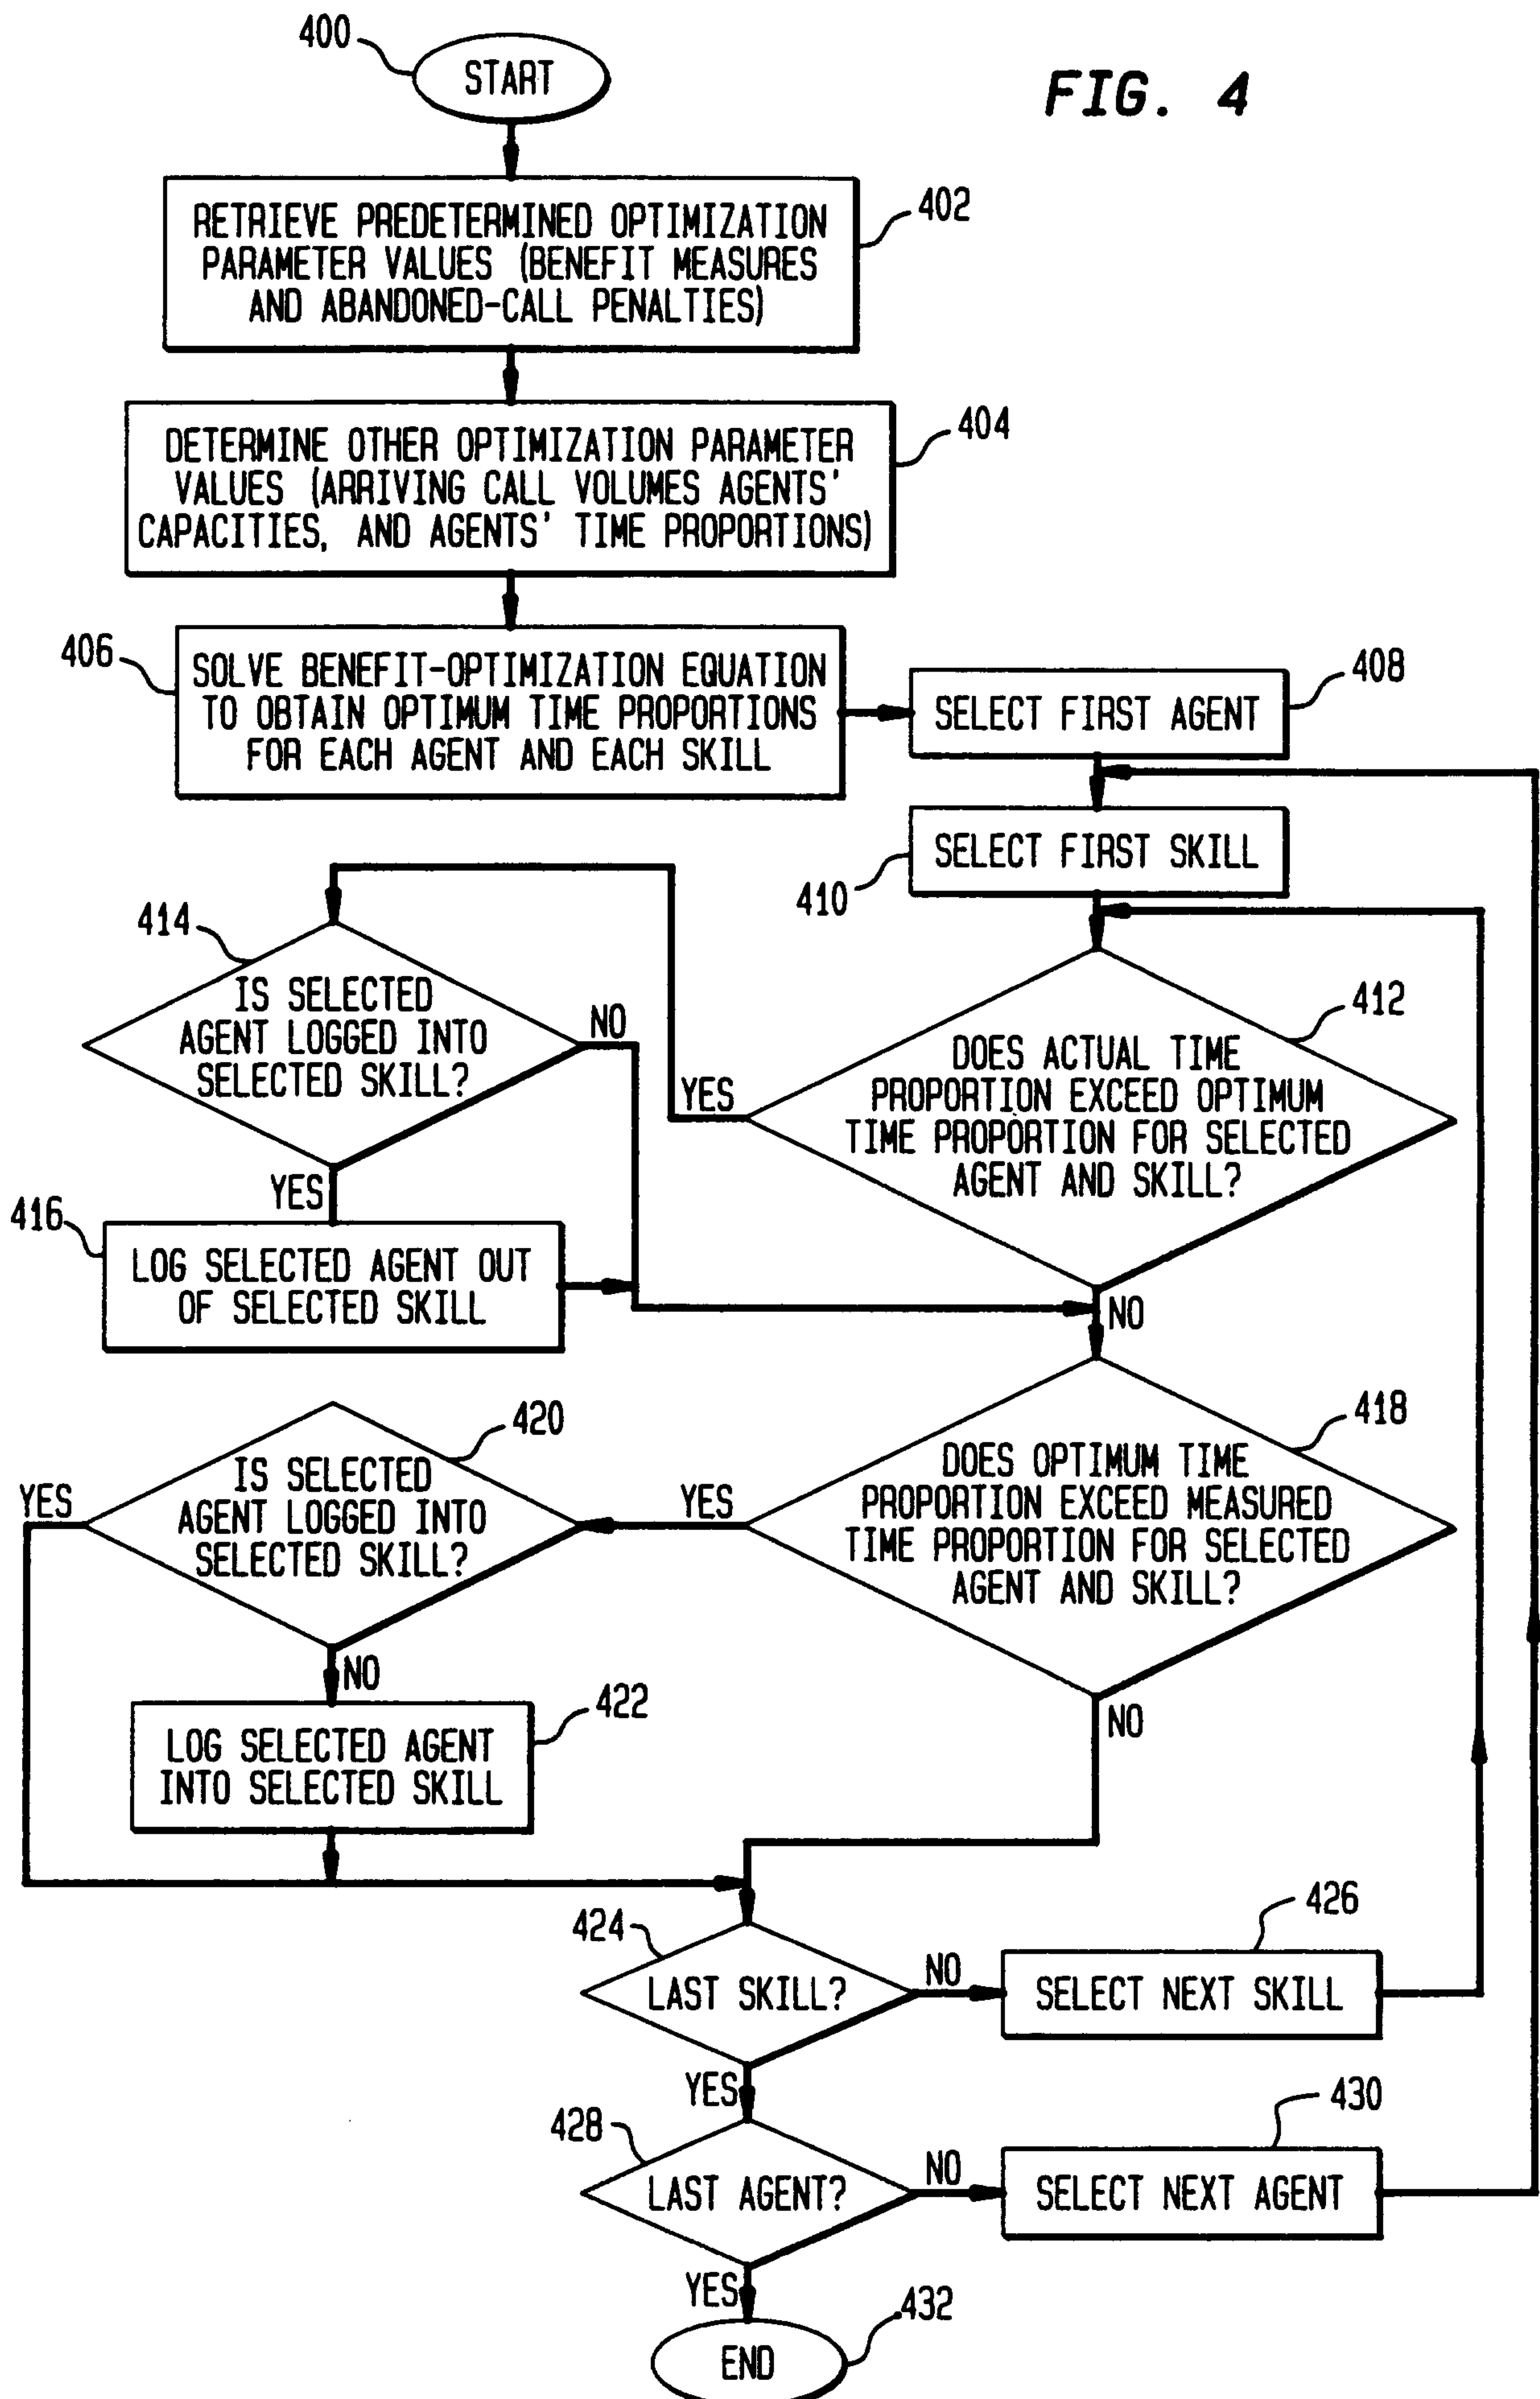 400
START
FIG. 4
402
RETRIEVE PREDETERMINED OPTIMIZATION
PARAMETER VALUES (BENEFIT MEASURES
AND ABANDONED-CALL PENALTIES)
404
DETERMINE OTHER OPTIMIZATION PARAMETER
VALUES (ARRIVING CALL VOLUMES AGENTS'
CAPACITIES, AND AGENTS' TIME PROPORTIONS)
406
SOLVE BENEFIT-OPTIMIZATION EQUATION
TO OBTAIN OPTIMUM TIME PROPORTIONS
FOR EACH AGENT AND EACH SKILL
408
SELECT FIRST AGENT
410
SELECT FIRST SKILL
412
DOES ACTUAL TIME
PROPORTION EXCEED OPTIMUM
TIME PROPORTION FOR SELECTED
AGENT AND SKILL?
YES
NO
414
IS SELECTED
AGENT LOGGED INTO
SELECTED SKILL?
NO
YES
416
LOG SELECTED AGENT OUT
OF SELECTED SKILL
418
DOES OPTIMUM TIME
PROPORTION EXCEED MEASURED
TIME PROPORTION FOR SELECTED
AGENT AND SKILL?
YES
NO
420
IS SELECTED
AGENT LOGGED INTO
SELECTED SKILL?
YES
NO
422
LOG SELECTED AGENT
INTO SELECTED SKILL
424
LAST SKILL?
NO
YES
426
SELECT NEXT SKILL
428
LAST AGENT?
NO
YES
430
SELECT NEXT AGENT
432
END